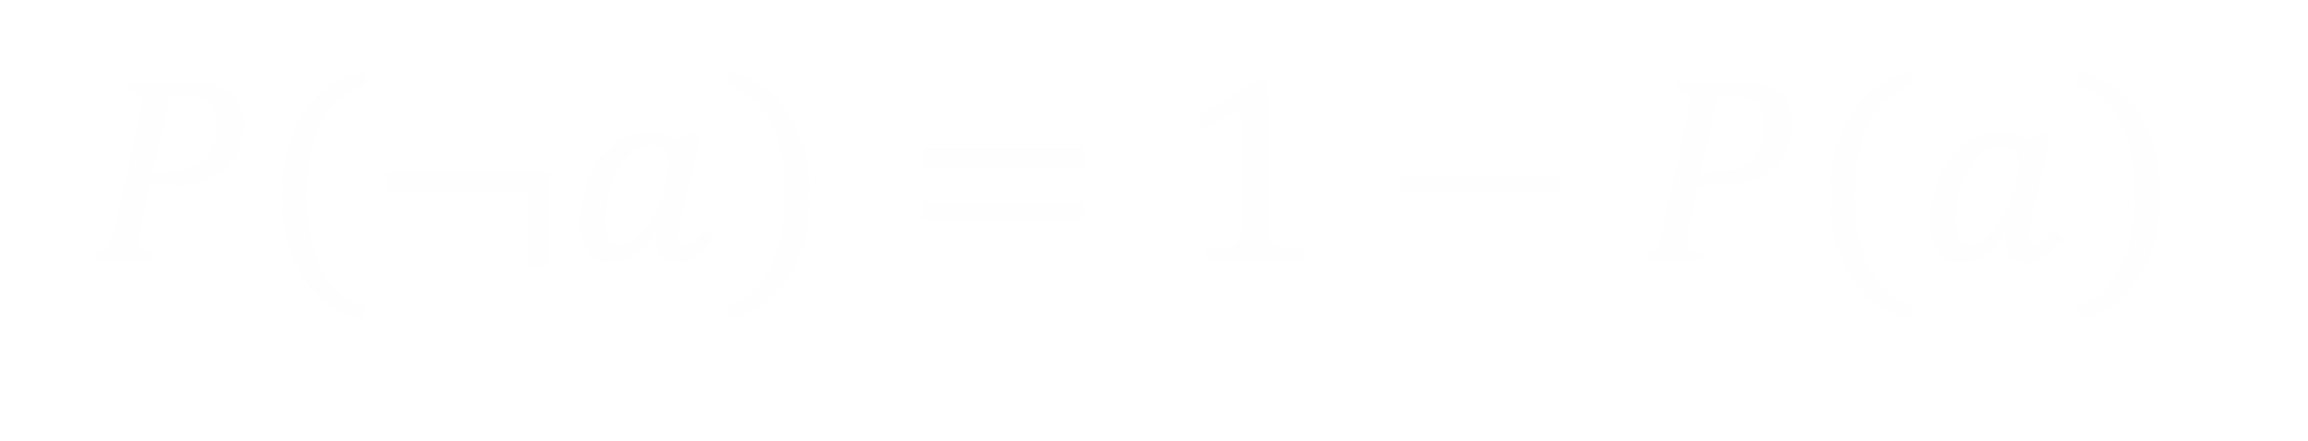 P(¬a) = 1 − P(a)